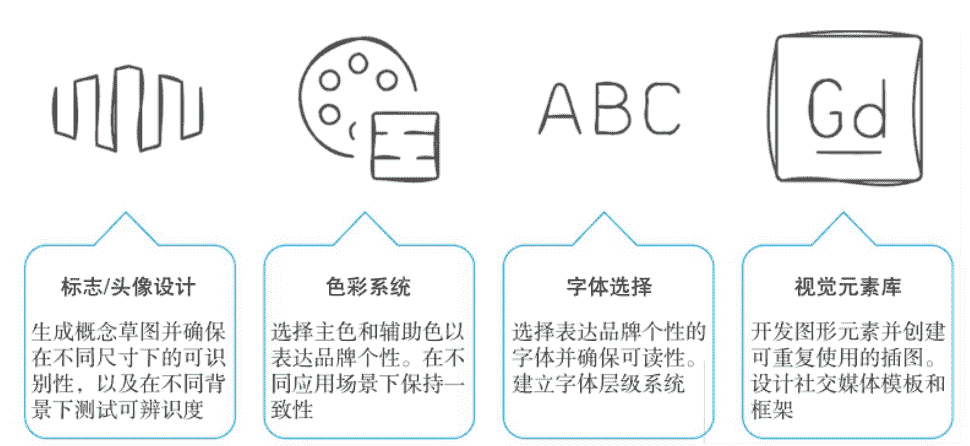 ABC
Gd
标志/头像设计
生成概念草图并确保
在不同尺寸下的可识
别性，以及在不同背
景下测试可辨识度
色彩系统
选择主色和辅助色以
表达品牌个性。在不
同应用场景下保持一
致性
字体选择
选择表达品牌个性的
字体并确保可读性。
建立字体层级系统
视觉元素库
开发图形元素并创建
可重复使用的插图。
设计社交媒体模板和
框架